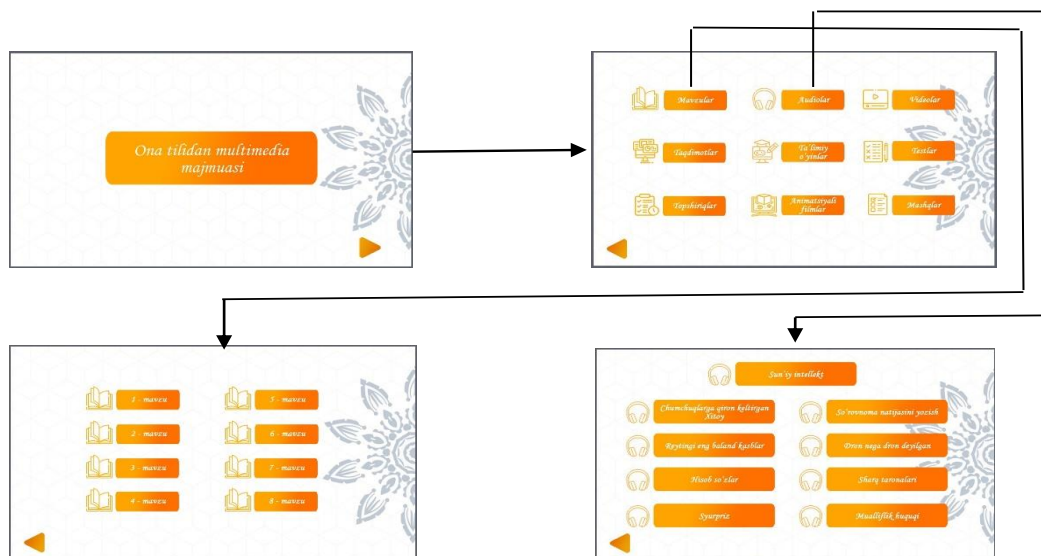 Ona tilidan multimedia
majmuasi
Mavzular
Audiolar
Videolar
Taqdimotlar
Ta'limiy
o'yinlar
Testlar
Topshiriqlar
Animatsiyali
filmlar
Mashqlar
1 - mavzu
5 - mavzu
2 - mavzu
6 - mavzu
3 - mavzu
7 - mavzu
4 - mavzu
8 - mavzu
Sun'iy intellekt
Chumchuqlarga qiron keltirgan
Xitoy
So'rovnoma natijasini yozish
Reytingi eng baland kasblar
Dron nega dron deyilgan
Hisob so'zlar
Sharq taronalari
Syurpriz
Mualliflik huquqi